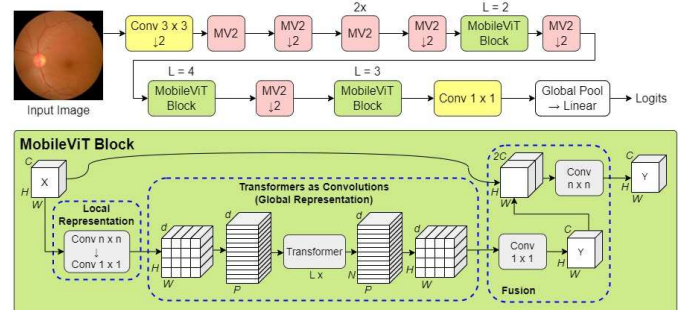 2x
L = 2
Conv 3 x 3
↓2
MV2
MV2
↓2
MV2
MV2
↓2
MobileViT
Block
MV2
↓2
Input Image
L = 4
L = 3
MobileViT
Block
MV2
↓2
MobileViT
Block
Conv 1 x 1
Global Pool
→ Linear
Logits
MobileViT Block
C
X
H
W
Local
Representation
Conv n x n
↓
Conv 1 x 1
Transformers as Convolutions
(Global Representation)
d
H
W
d
P
Transformer
L x
d
N
P
d
H
W
2C
H
W
Conv
n x n
C
Y
H
W
Conv
1 x 1
C
Y
H
W
Fusion